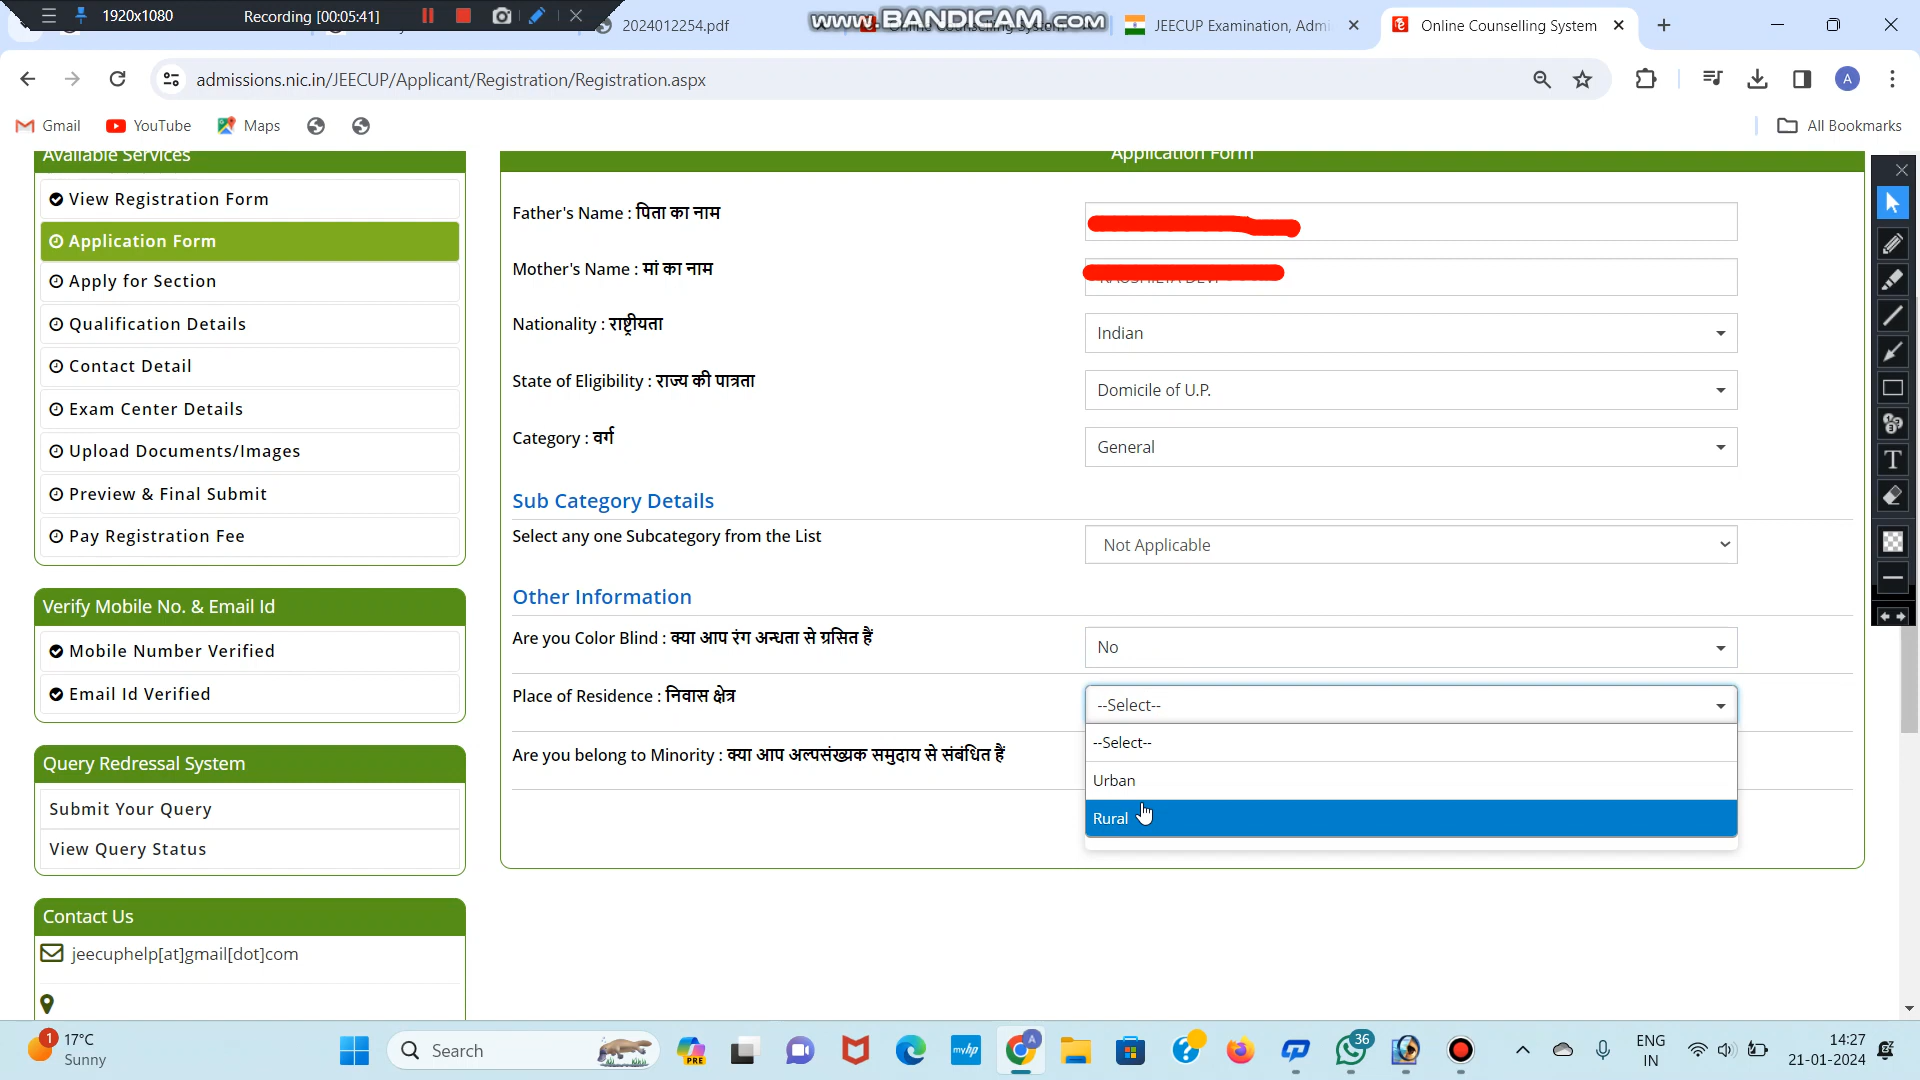 1920x1080
Recording [00:05:41]
2024012254.pdf
www.BANDICAM.com
JEECUP Examination, Admi
Online Counselling System
admissions.nic.in/JEECUP/Applicant/Registration/Registration.aspx
A
Gmail
YouTube
Maps
All Bookmarks
Available Services
Application Form
View Registration Form
Application Form
Apply for Section
Qualification Details
Contact Detail
Exam Center Details
Upload Documents/Images
Preview & Final Submit
Pay Registration Fee
Verify Mobile No. & Email Id
Mobile Number Verified
Email Id Verified
Query Redressal System
Submit Your Query
View Query Status
Contact Us
jeecuphelp[at]gmail[dot]com
Father's Name : पिता का नाम
Mother's Name : मां का नाम
Nationality : राष्ट्रीयता
Indian
State of Eligibility : राज्य की पात्रता
Domicile of U.P.
Category : वर्ग
General
Sub Category Details
Select any one Subcategory from the List
Not Applicable
Other Information
Are you Color Blind : क्या आप रंग अन्धता से ग्रसित हैं
No
Place of Residence : निवास क्षेत्र
--Select--
--Select--
Urban
Rural
Are you belong to Minority : क्या आप अल्पसंख्यक समुदाय से संबंधित हैं
T
1
17°C
Sunny
Search
PRE
myhp
A
36
ENG
IN
14:27
21-01-2024